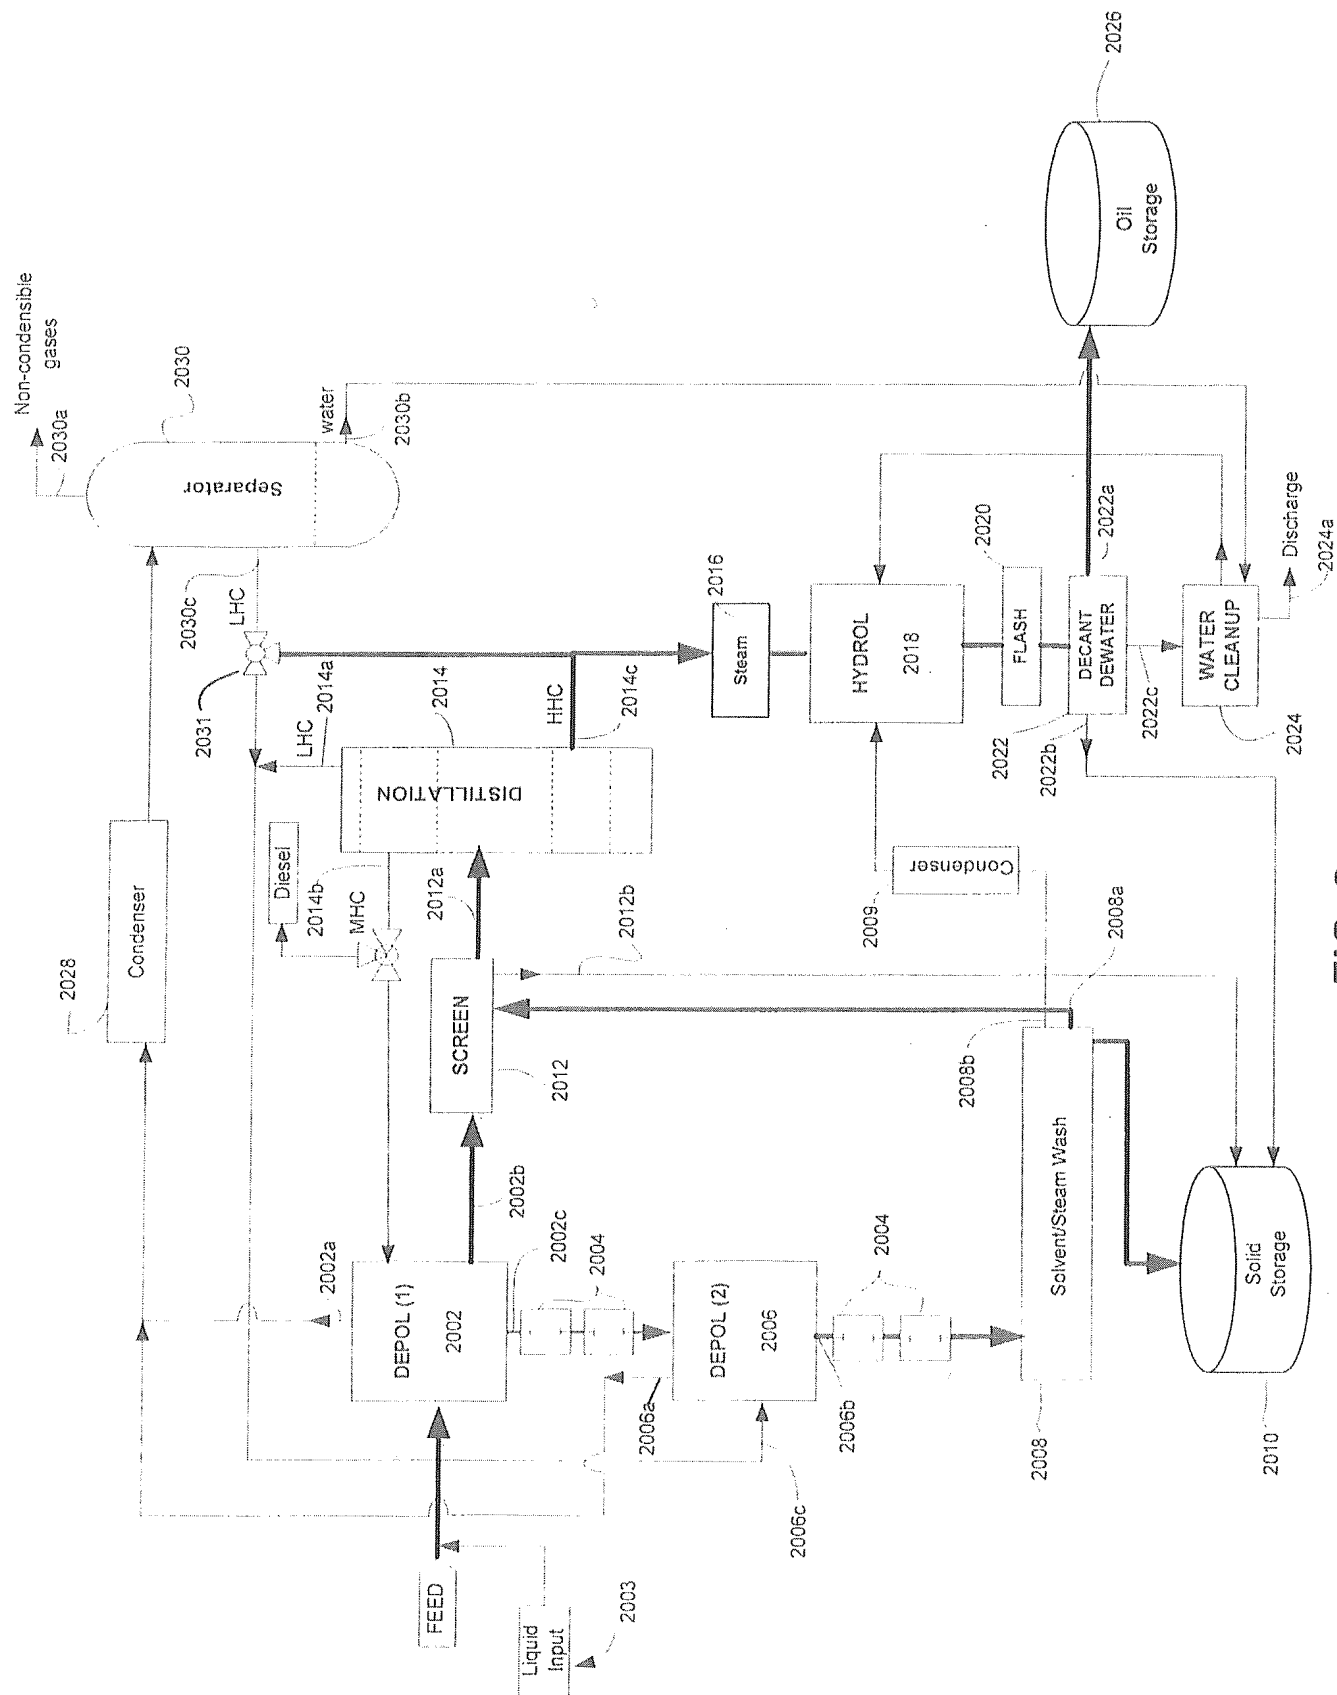 Non-condensible
gases
2030a
2030
Separator
water
2030b
2030c
LHC
2031
2028
Condenser
LHC
2014a
2014
DISTILLATION
HHC
2014c
Diesel
2014b
MHC
2012a
SCREEN
2012
2012b
2002a
DEPOL (1)
2002
2002b
2002c
2004
FEED
Liquid
Input
2003
DEPOL (2)
2006
2006a
2006b
2006c
2004
Solvent/Steam Wash
2008
2008a
2008b
Condenser
2009
Solid
Storage
2010
Steam
2016
HYDROL
2018
FLASH
2020
DECANT
DEWATER
2022
2022a
2022b
2022c
WATER
CLEANUP
2024
Discharge
2024a
Oil
Storage
2026